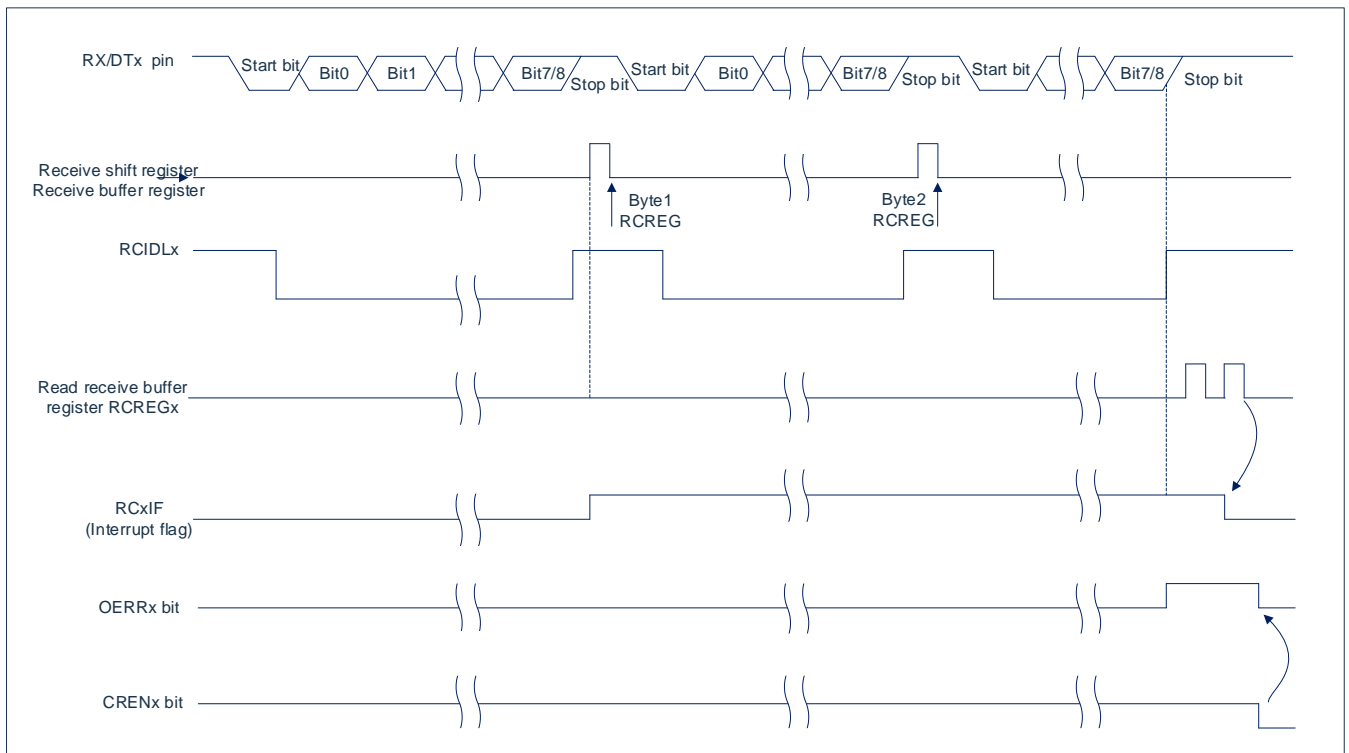 RX/DTx pin
Start bit Bit0 Bit1 Bit7/8 Stop bit Start bit Bit0 Bit7/8 Stop bit Start bit Bit7/8 Stop bit
Receive shift register
Receive buffer register
Byte1
RCREG
Byte2
RCREG
RCIDLx
Read receive buffer
register RCREGx
RCxIF
(Interrupt flag)
OERRx bit
CRENx bit